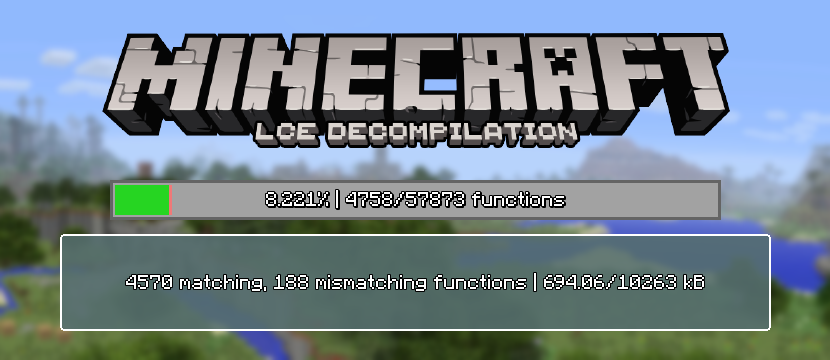 MINECRAFT
LCE DECOMPILATION
8.221% | 4758/57873 functions
4570 matching, 188 mismatching functions | 694.06/10263 kB